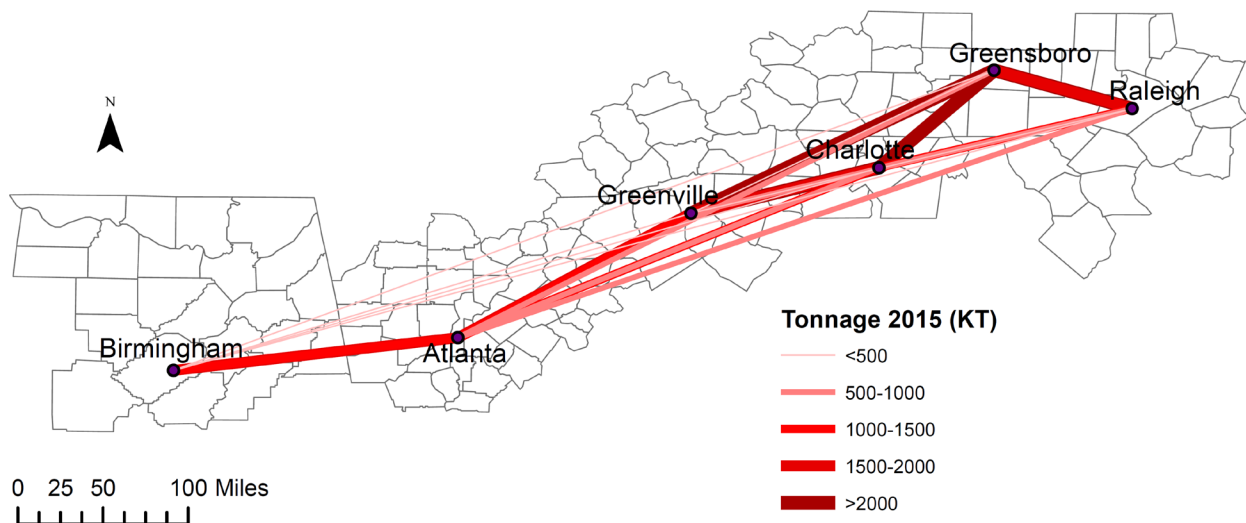 Greensboro
Raleigh
N
Charlotte
Greenville
Birmingham
Atlanta
Tonnage 2015 (KT)
<500
500-1000
1000-1500
1500-2000
>2000
0 25 50 100 Miles